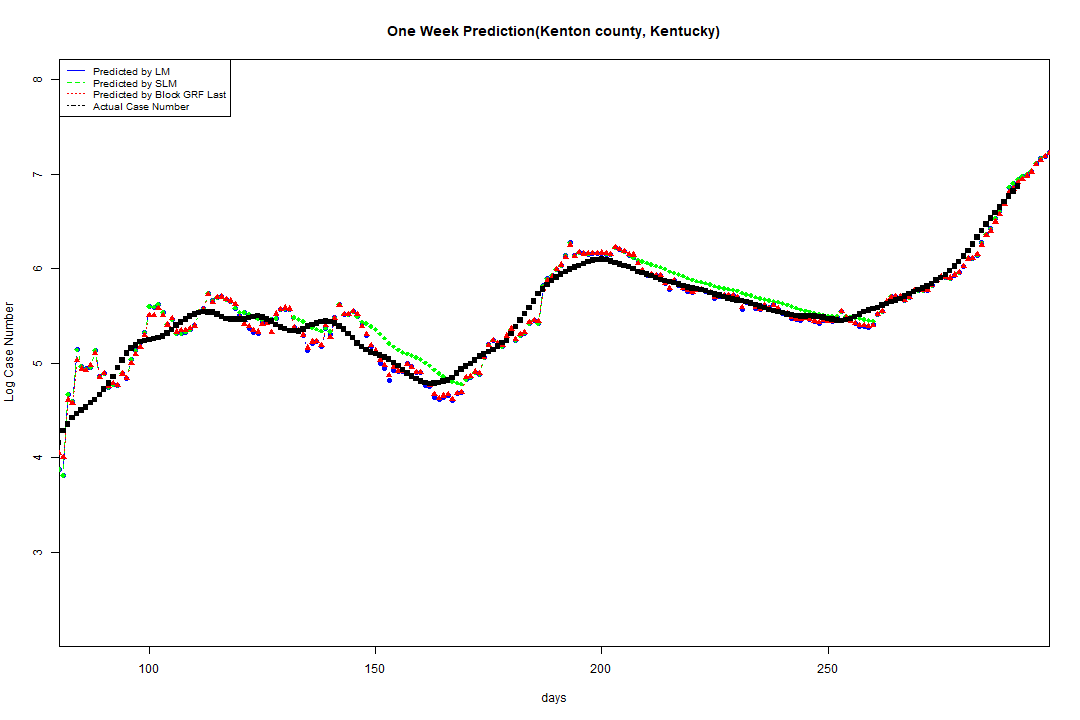 One Week Prediction(Kenton county, Kentucky)
Predicted by LM
Predicted by SLM
Predicted by Block GRF Last
Actual Case Number
Log Case Number
8
7
6
5
4
3
100 150 200 250
days